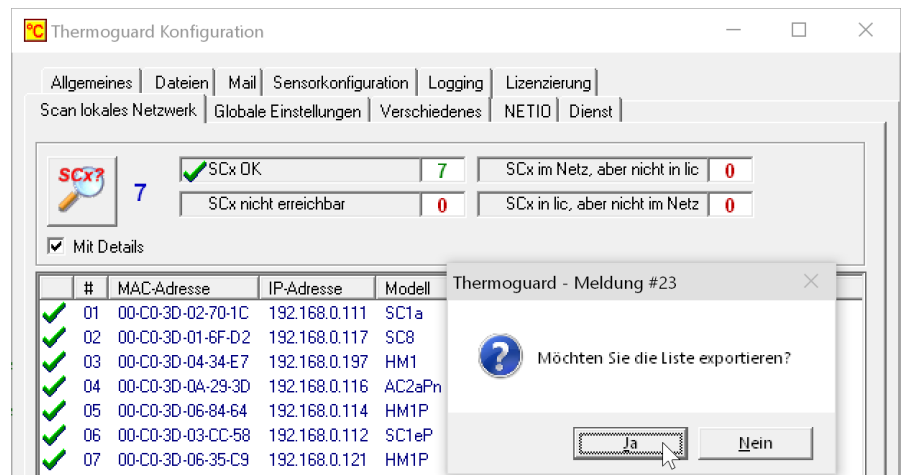 °C Thermoguard Konfiguration
Allgemeines Dateien Mail Sensorkonfiguration Logging Lizenzierung
Scan lokales Netzwerk Globale Einstellungen Verschiedenes NETIO Dienst
SCx? 7 SCx OK 7 SCx im Netz, aber nicht in lic 0
SCx nicht erreichbar 0 SCx in lic, aber nicht im Netz 0
Mit Details
# MAC-Adresse IP-Adresse Modell
01 00-C0-3D-02-70-1C 192.168.0.111 SC1a
02 00-C0-3D-01-6F-D2 192.168.0.117 SC8
03 00-C0-3D-04-34-E7 192.168.0.197 HM1
04 00-C0-3D-0A-29-3D 192.168.0.116 AC2aPn
05 00-C0-3D-06-84-64 192.168.0.114 HM1P
06 00-C0-3D-03-CC-58 192.168.0.112 SC1eP
07 00-C0-3D-06-35-C9 192.168.0.121 HM1P
Thermoguard - Meldung #23
Möchten Sie die Liste exportieren?
Ja Nein